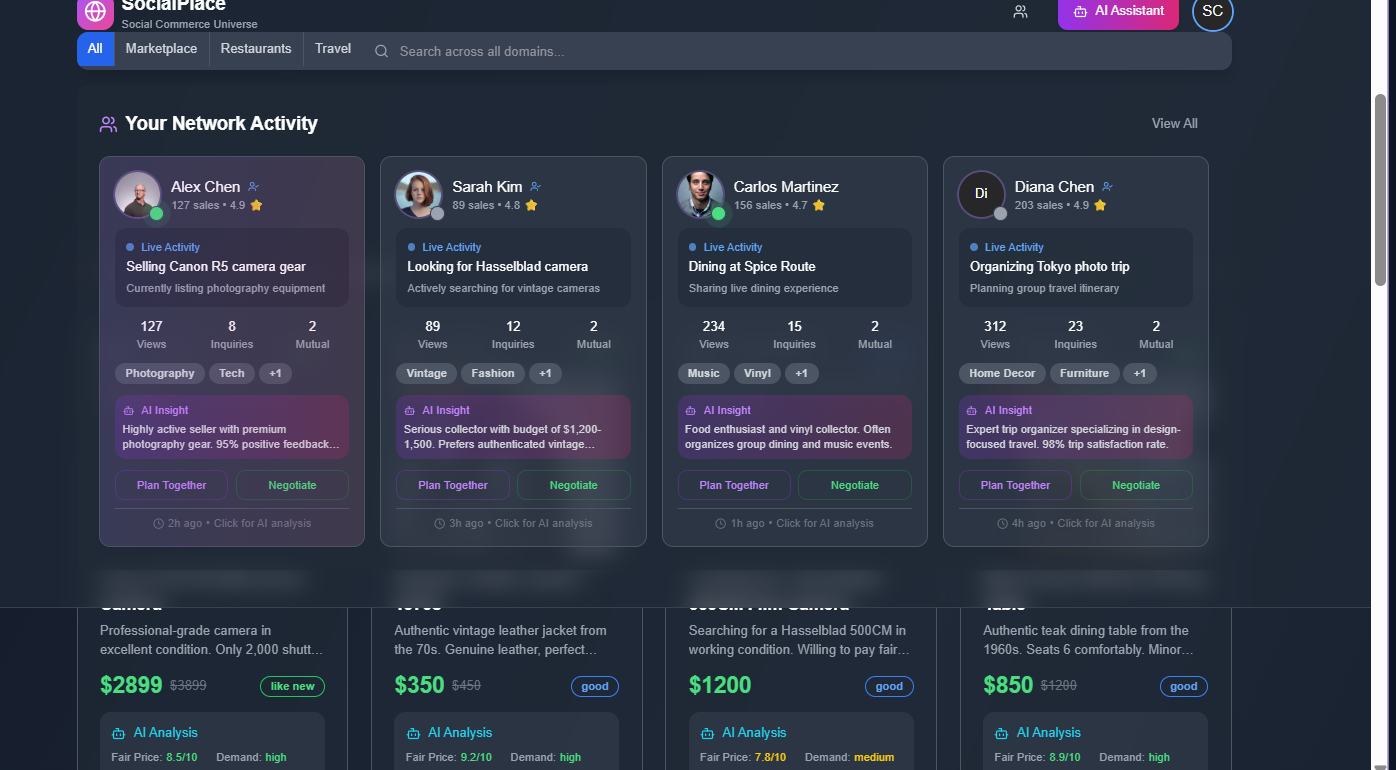 SocialPlace
Social Commerce Universe
AI Assistant
SC
All
Marketplace
Restaurants
Travel
Search across all domains...
Your Network Activity
View All
Alex Chen
127 sales • 4.9 ⭐
Live Activity
Selling Canon R5 camera gear
Currently listing photography equipment
127
8
2
Views
Inquiries
Mutual
Photography
Tech
+1
AI Insight
Highly active seller with premium
photography gear. 95% positive feedback...
Plan Together
Negotiate
2h ago • Click for AI analysis
Sarah Kim
89 sales • 4.8 ⭐
Live Activity
Looking for Hasselblad camera
Actively searching for vintage cameras
89
12
2
Views
Inquiries
Mutual
Vintage
Fashion
+1
AI Insight
Serious collector with budget of $1,200-
1,500. Prefers authenticated vintage...
Plan Together
Negotiate
3h ago • Click for AI analysis
Carlos Martinez
156 sales • 4.7 ⭐
Live Activity
Dining at Spice Route
Sharing live dining experience
234
15
2
Views
Inquiries
Mutual
Music
Vinyl
+1
AI Insight
Food enthusiast and vinyl collector. Often
organizes group dining and music events.
Plan Together
Negotiate
1h ago • Click for AI analysis
Di
Diana Chen
203 sales • 4.9 ⭐
Live Activity
Organizing Tokyo photo trip
Planning group travel itinerary
312
23
2
Views
Inquiries
Mutual
Home Decor
Furniture
+1
AI Insight
Expert trip organizer specializing in design-
focused travel. 98% trip satisfaction rate.
Plan Together
Negotiate
4h ago • Click for AI analysis
Camera
Professional-grade camera in
excellent condition. Only 2,000 shutt...
$2899 $3899
like new
AI Analysis
Fair Price: 8.5/10
Demand: high
Authentic vintage leather jacket from
the 70s. Genuine leather, perfect...
$350 $450
good
AI Analysis
Fair Price: 9.2/10
Demand: high
500CM Film Camera
Searching for a Hasselblad 500CM in
working condition. Willing to pay fair...
$1200
good
AI Analysis
Fair Price: 7.8/10
Demand: medium
Table
Authentic teak dining table from the
1960s. Seats 6 comfortably. Minor...
$850 $1200
good
AI Analysis
Fair Price: 8.9/10
Demand: high